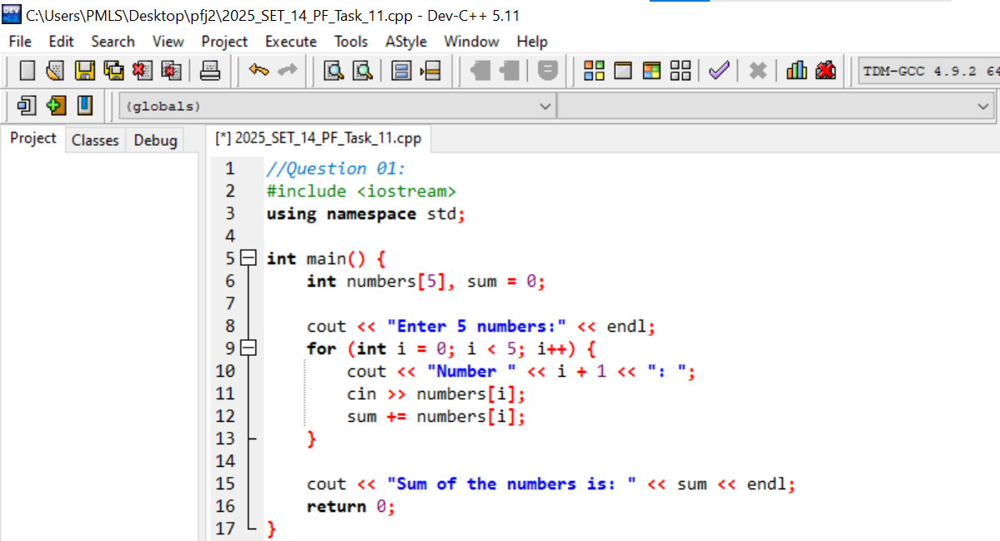 C:\Users\PMLS\Desktop\pfj2\2025_SET_14_PF_Task_11.cpp - Dev-C++ 5.11
File Edit Search View Project Execute Tools AStyle Window Help
TDM-GCC 4.9.2 64
(globals)
Project Classes Debug [*] 2025_SET_14_PF_Task_11.cpp
1 //Question 01:
2 #include <iostream>
3 using namespace std;
4
5 int main() {
6     int numbers[5], sum = 0;
7
8     cout << "Enter 5 numbers:" << endl;
9     for (int i = 0; i < 5; i++) {
10         cout << "Number " << i + 1 << ": ";
11         cin >> numbers[i];
12         sum += numbers[i];
13     }
14
15     cout << "Sum of the numbers is: " << sum << endl;
16     return 0;
17 }